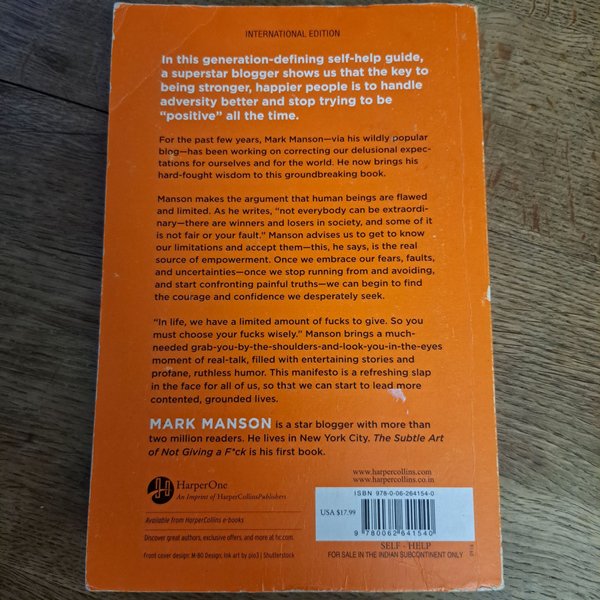 INTERNATIONAL EDITION
In this generation-defining self-help guide,
a superstar blogger shows us that the key to
being stronger, happier people is to handle
adversity better and stop trying to be
“positive” all the time.
For the past few years, Mark Manson—via his wildly popular
blog—has been working on correcting our delusional expec-
tations for ourselves and for the world. He now brings his
hard-fought wisdom to this groundbreaking book.
Manson makes the argument that human beings are flawed
and limited. As he writes, “not everybody can be extraordi-
nary—there are winners and losers in society, and some of it
is not fair or your fault.” Manson advises us to get to know
our limitations and accept them—this, he says, is the real
source of empowerment. Once we embrace our fears, faults,
and uncertainties—once we stop running from and avoiding,
and start confronting painful truths—we can begin to find
the courage and confidence we desperately seek.
“In life, we have a limited amount of fucks to give. So you
must choose your fucks wisely.” Manson brings a much-
needed grab-you-by-the-shoulders-and-look-you-in-the-eyes
moment of real-talk, filled with entertaining stories and
profane, ruthless humor. This manifesto is a refreshing slap
in the face for all of us, so that we can start to lead more
contented, grounded lives.
MARK MANSON is a star blogger with more than
two million readers. He lives in New York City. The Subtle Art
of Not Giving a F*ck is his first book.
HarperOne
An Imprint of HarperCollinsPublishers
Available from HarperCollins e-books
Discover great authors, exclusive offers, and more at hc.com.
Front cover design: M-80 Design; Ink art by pio3 | Shutterstock
www.harpercollins.com
www.harpercollins.co.in
ISBN 978-0-06-264154-0
USA $17.99
9 780062 641540
SELF - HELP
FOR SALE IN THE INDIAN SUBCONTINENT ONLY